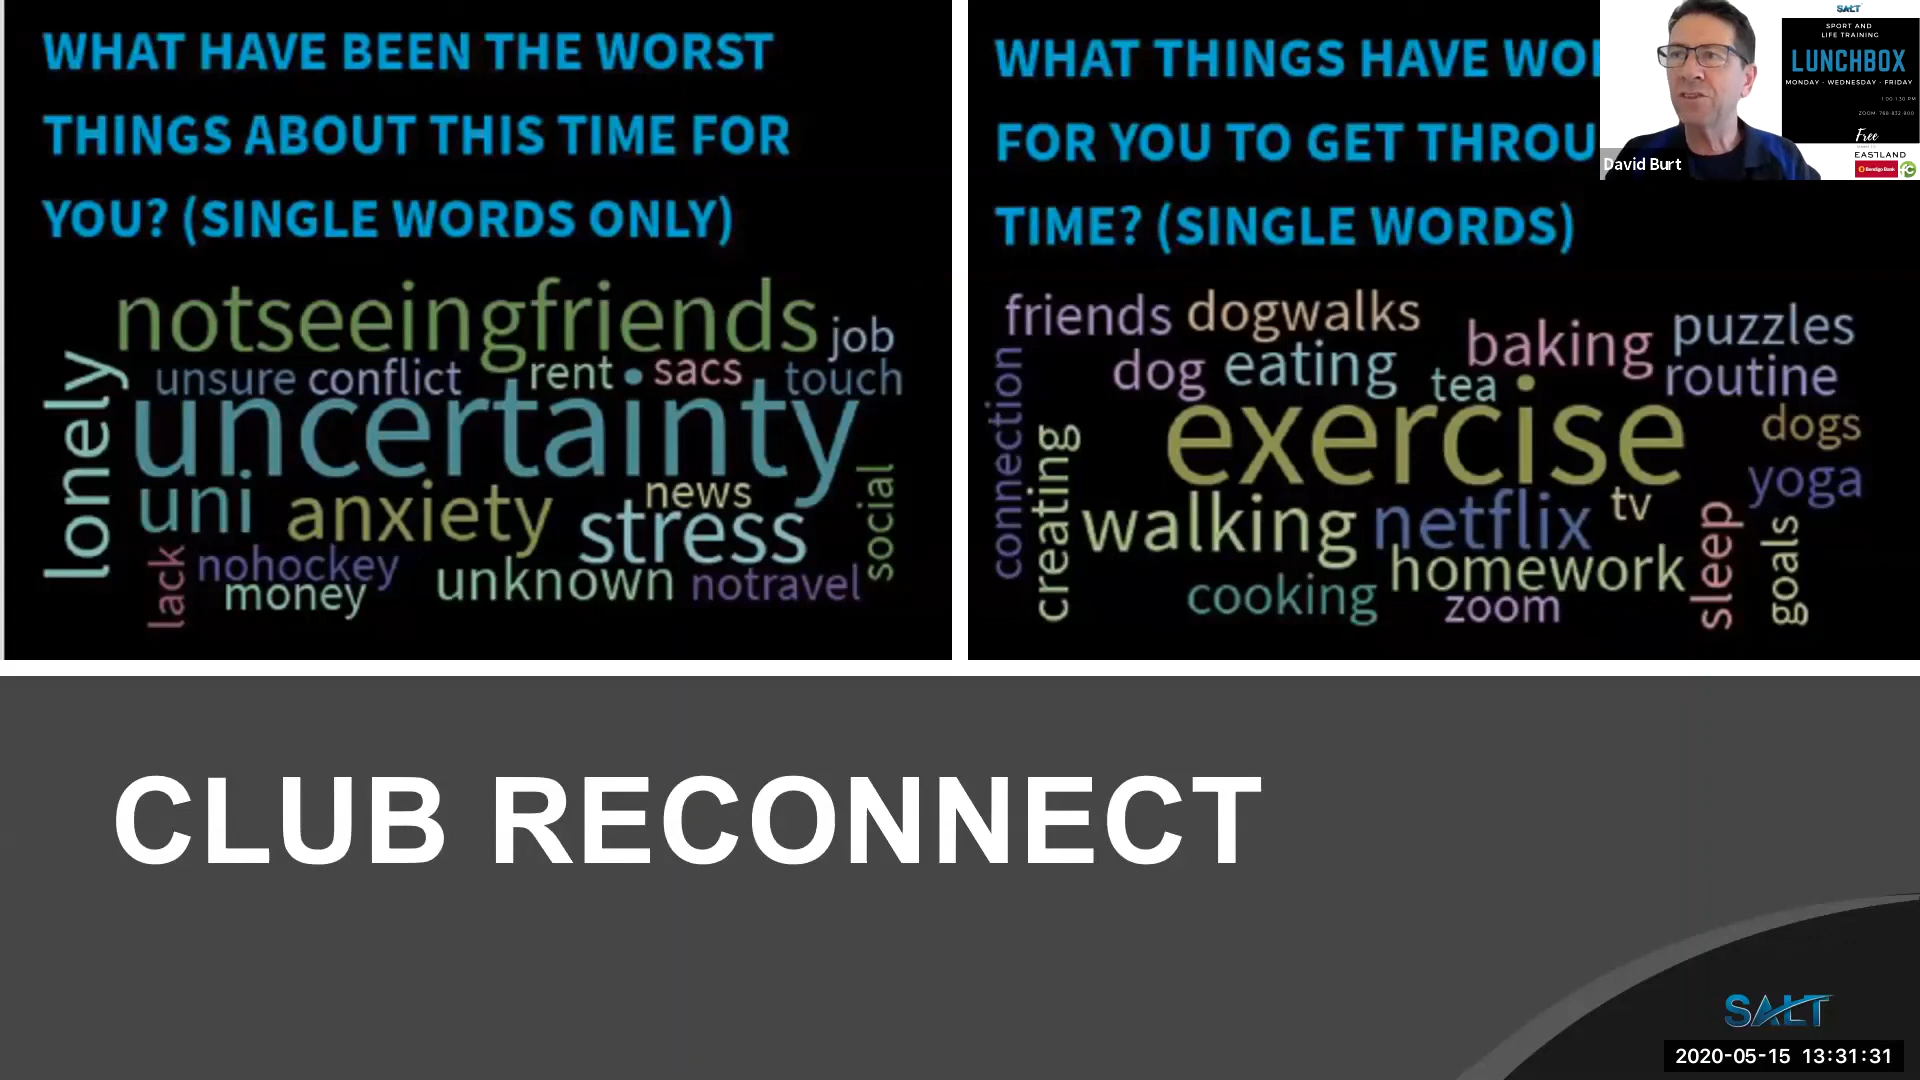 WHAT HAVE BEEN THE WORST
THINGS ABOUT THIS TIME FOR
YOU? (SINGLE WORDS ONLY)
notseeingfriends
job
lonely
unsure
conflict
rent
sacs
touch
uncertainty
uni
anxiety
news
stress
social
lack
nohockey
money
unknown
notravel
WHAT THINGS HAVE WO
FOR YOU TO GET THROU
TIME? (SINGLE WORDS)
friends
dogwalks
baking
puzzles
connection
dog
eating
tea
routine
exercise
dogs
creating
walking
netflix
tv
yoga
homework
sleep
goals
cooking
zoom
SALT
SPORT AND
LIFE TRAINING
LUNCHBOX
MONDAY - WEDNESDAY - FRIDAY
Free
EASTLAND
Bendigo Bank
David Burt
CLUB RECONNECT
SALT
2020-05-15 13:31:31